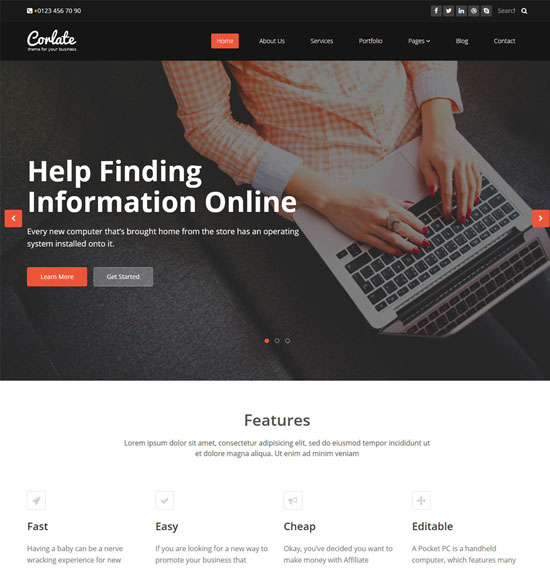 +0123 456 70 90
Search
Corlate
theme for your business
Home About Us Services Portfolio Pages Blog Contact
Help Finding
Information Online
Every new computer that's brought home from the store has an operating
system installed onto it.
Learn More Get Started
Features
Lorem ipsum dolor sit amet, consectetur adipisicing elit, sed do eiusmod tempor incididunt ut
et dolore magna aliqua. Ut enim ad minim veniam
Fast
Having a baby can be a nerve
wracking experience for new
Easy
If you are looking for a new way to
promote your business that
Cheap
Okay, you've decided you want to
make money with Affiliate
Editable
A Pocket PC is a handheld
computer, which features many